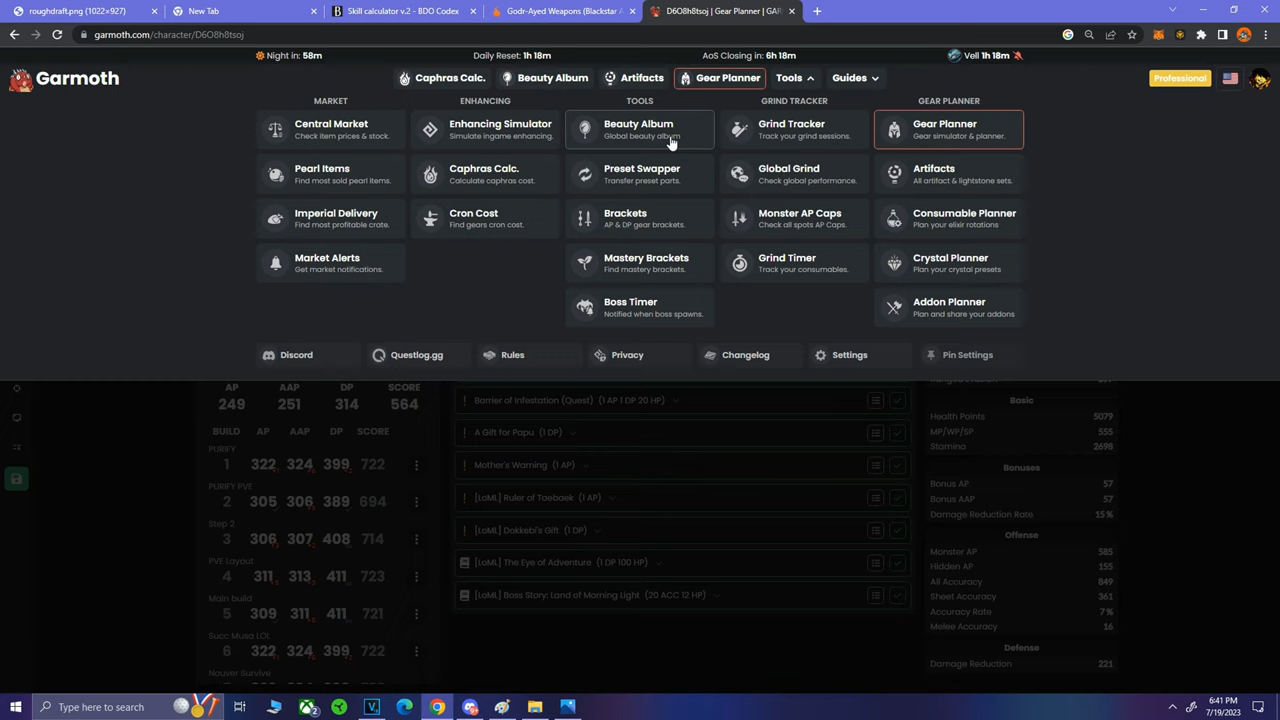 roughdraft.png (1022×997)
New Tab
Skill calculator v.2 - BDO Codex
Godr-Ayed Weapons (Blackstar A
D6O8h8tsoj | Gear Planner | GAR
garmoth.com/character/D6O8h8tsoj
Night in: 58m
Daily Reset: 1h 18m
AoS Closing in: 6h 18m
Vell 1h 18m
Garmoth
Caphras Calc.
Beauty Album
Artifacts
Gear Planner
Tools
Guides
Professional
MARKET
ENHANCING
TOOLS
GRIND TRACKER
GEAR PLANNER
Central Market
Check item prices & stock.
Enhancing Simulator
Simulate ingame enhancing.
Beauty Album
Global beauty album
Grind Tracker
Track your grind sessions.
Gear Planner
Gear simulator & planner.
Pearl Items
Find most sold pearl items.
Caphras Calc.
Calculate caphras cost.
Preset Swapper
Transfer preset parts.
Global Grind
Check global performance.
Artifacts
All artifact & lightstone sets.
Imperial Delivery
Find most profitable crate.
Cron Cost
Find gears cron cost.
Brackets
AP & DP gear brackets.
Monster AP Caps
Check all spots AP Caps.
Consumable Planner
Plan your elixir rotations
Market Alerts
Get market notifications.
Mastery Brackets
Find mastery brackets.
Grind Timer
Track your consumables.
Crystal Planner
Plan your crystal presets
Boss Timer
Notified when boss spawns.
Addon Planner
Plan and share your addons
Discord
Questlog.gg
Rules
Privacy
Changelog
Settings
Pin Settings
AP AAP DP SCORE
249 251 314 564
BUILD AP AAP DP SCORE
PURIFY
1 322 324 399 722
PURIFY PVE
2 305 306 389 694
Step 2
3 306 307 408 714
PVE Layout
4 311 313 411 723
Main build
5 309 311 411 721
Succ Musa LOL
6 322 324 399 722
Nouver Survive
Barrier of Infestation (Quest) (1 AP 1 DP 20 HP)
A Gift for Papu (1 DP)
Mother's Warning (1 AP)
[LoML] Ruler of Taebaek (1 AP)
[LoML] Dokkebi's Gift (1 DP)
[LoML] The Eye of Adventure (1 DP 100 HP)
[LoML] Boss Story: Land of Morning Light (20 ACC 12 HP)
Basic
Health Points 5079
MP/WP/SP 555
Stamina 2698
Bonuses
Bonus AP 57
Bonus AAP 57
Damage Reduction Rate 15%
Offense
Monster AP 585
Hidden AP 155
All Accuracy 849
Sheet Accuracy 361
Accuracy Rate 7%
Melee Accuracy 16
Defense
Damage Reduction 221
Type here to search
6:41 PM
7/19/2023